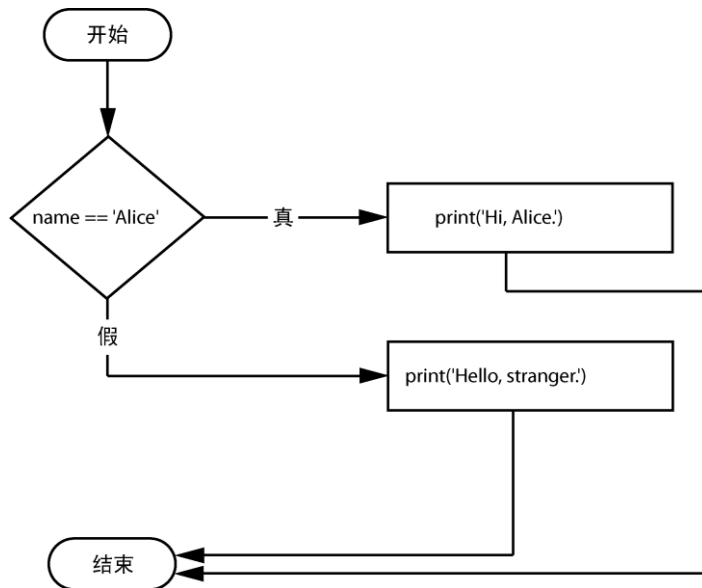 开始
name == 'Alice'
真
print('Hi, Alice.')
假
print('Hello, stranger.')
结束